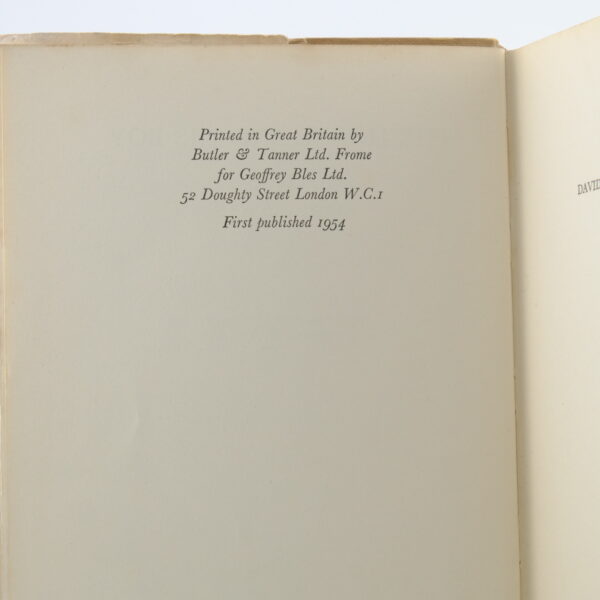 Printed in Great Britain by
Butler & Tanner Ltd. Frome
for Geoffrey Bles Ltd.
52 Doughty Street London W.C.1
First published 1954
DAVID